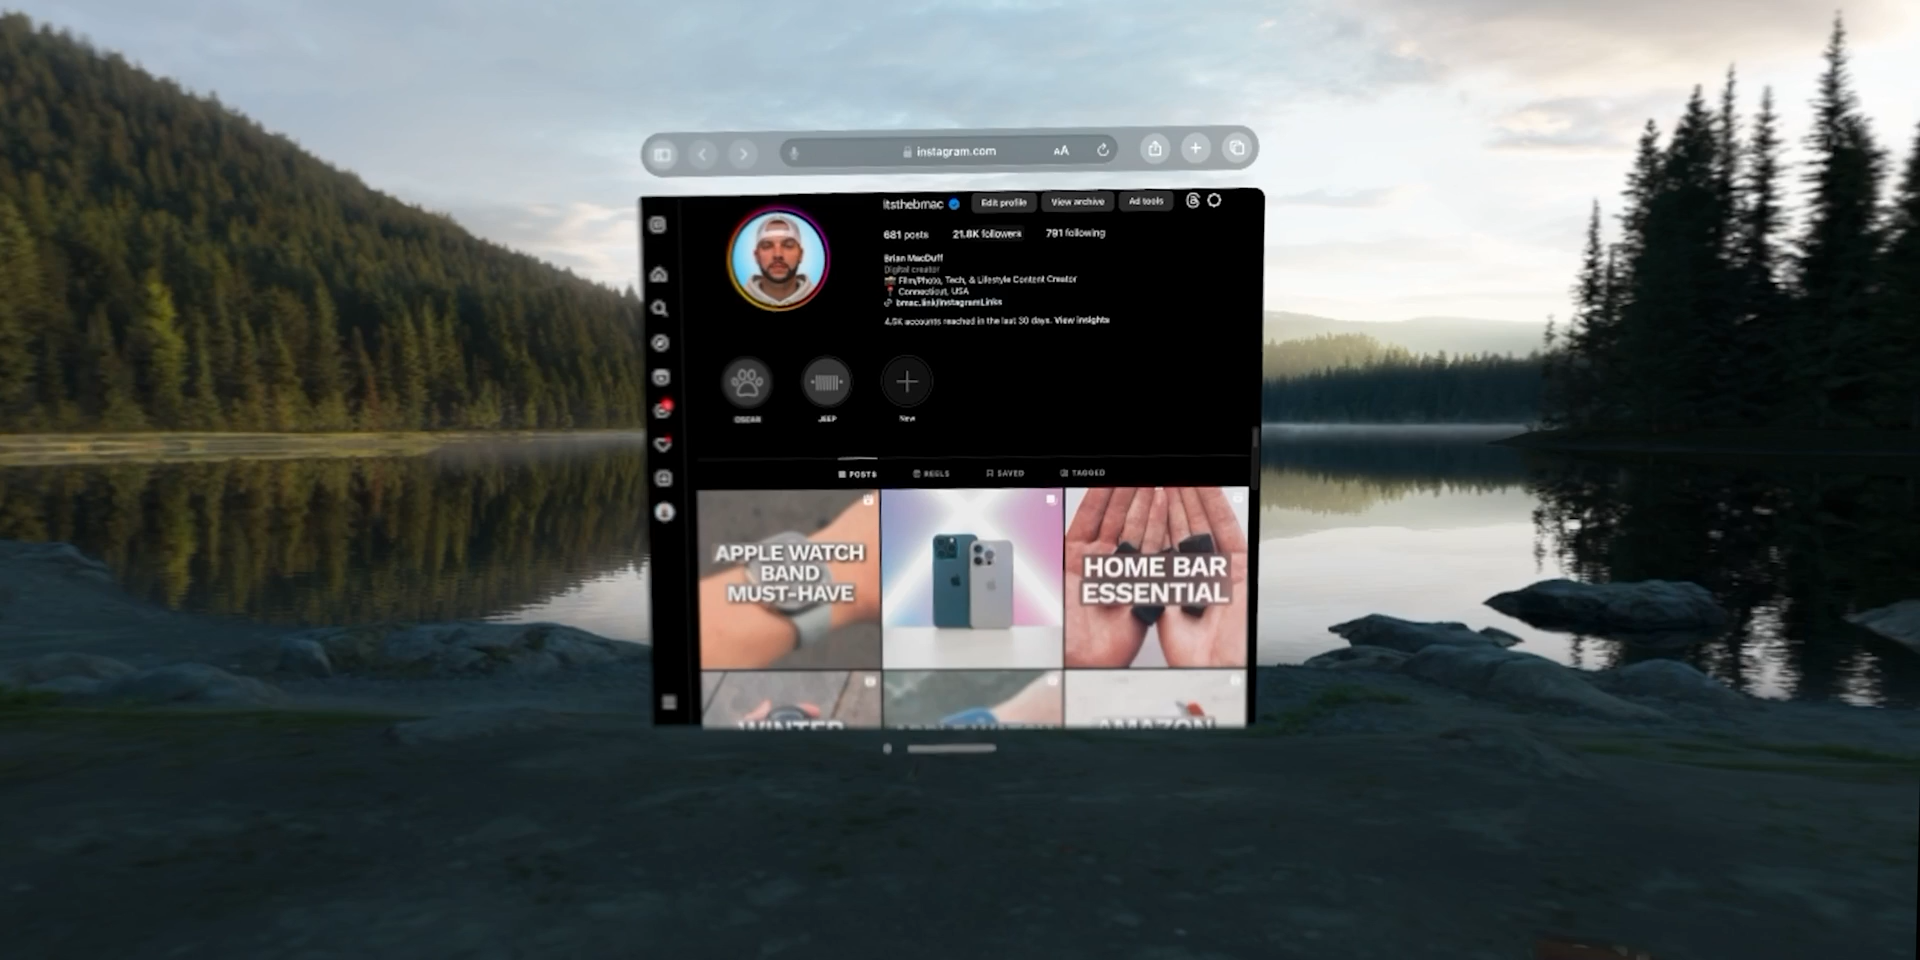 instagram.com AA
itsthebmac Edit profile View archive Ad tools
681 posts 21.8K followers 791 following
Brian MacDuff
Digital creator
Film/Photo, Tech, & Lifestyle Content Creator
Connecticut, USA
bmac.link/InstagramLinks
4.5K accounts reached in the last 30 days. View insights
OSCAR JEEP New
POSTS REELS SAVED TAGGED
APPLE WATCH
BAND
MUST-HAVE
HOME BAR
ESSENTIAL
WINTER
AMAZON